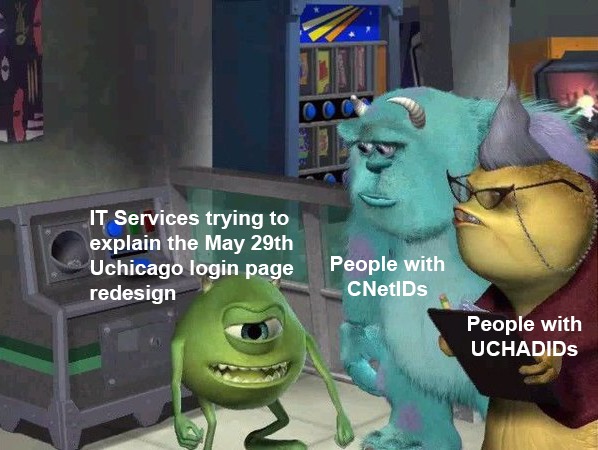 IT Services trying to
explain the May 29th
Uchicago login page
redesign
People with
CNetIDs
People with
UCHADIDs